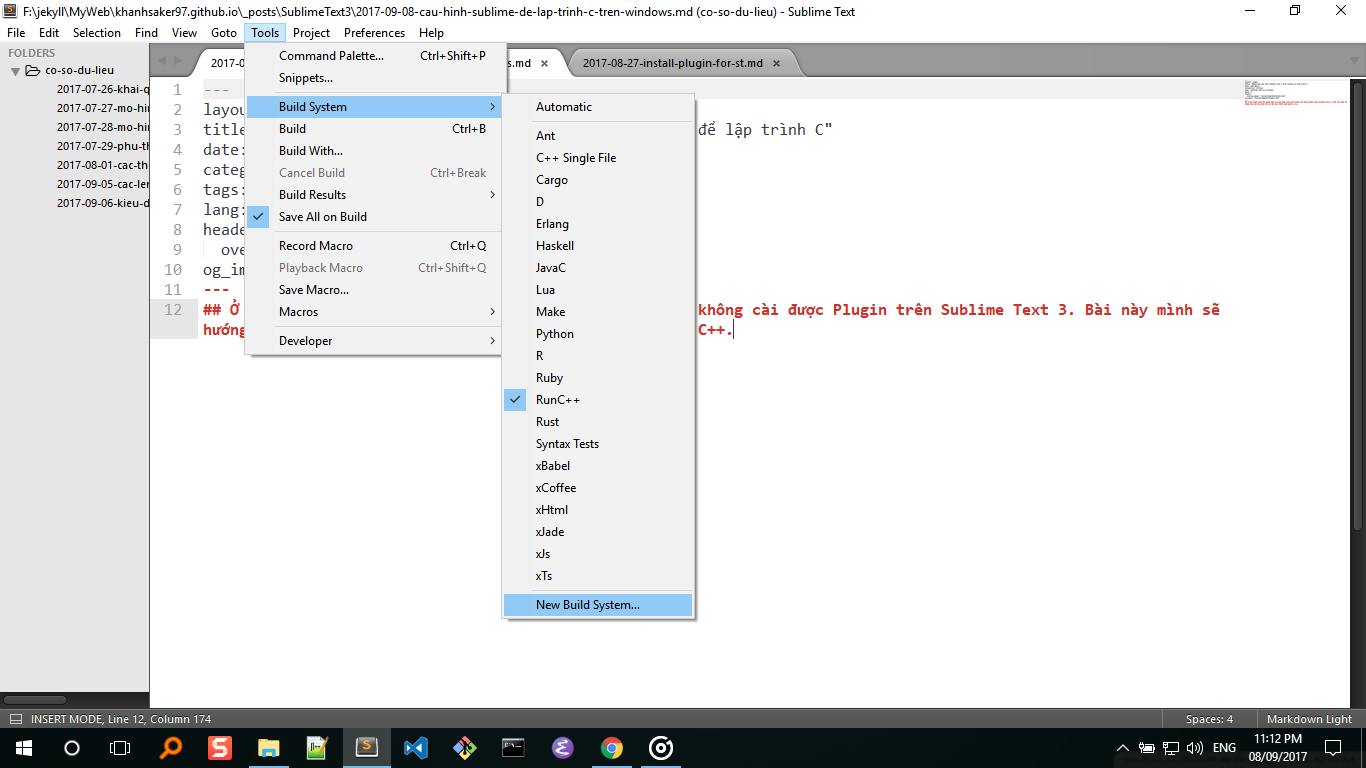 F:\jekyll\MyWeb\khanhsaker97.github.io\_posts\SublimeText3\2017-09-08-cau-hinh-sublime-de-lap-trinh-c-tren-windows.md (co-so-du-lieu) - Sublime Text
File Edit Selection Find View Goto Tools Project Preferences Help
FOLDERS
co-so-du-lieu
2017-07-26-khai-q
2017-07-27-mo-hin
2017-07-28-mo-hin
2017-07-29-phu-th
2017-08-01-cac-th
2017-09-05-cac-ler
2017-09-06-kieu-d
2017-0
s.md ×
2017-08-27-install-plugin-for-st.md ×
Command Palette... Ctrl+Shift+P
Snippets...
Build System
Build Ctrl+B
Build With...
Cancel Build Ctrl+Break
Build Results
Save All on Build
Record Macro Ctrl+Q
Playback Macro Ctrl+Shift+Q
Save Macro...
Macros
Developer
Automatic
Ant
C++ Single File
Cargo
D
Erlang
Haskell
JavaC
Lua
Make
Python
R
Ruby
RunC++
Rust
Syntax Tests
xBabel
xCoffee
xHtml
xJade
xJs
xTs
New Build System...
1 ---
2 layou
3 title để lập trình C"
4 date:
5 categ
6 tags:
7 lang:
8 heade
9 ove
10 og_im
11 ---
12 ## Ở không cài được Plugin trên Sublime Text 3. Bài này mình sẽ
hướng C++.
INSERT MODE, Line 12, Column 174
Spaces: 4 Markdown Light
ENG
11:12 PM
08/09/2017